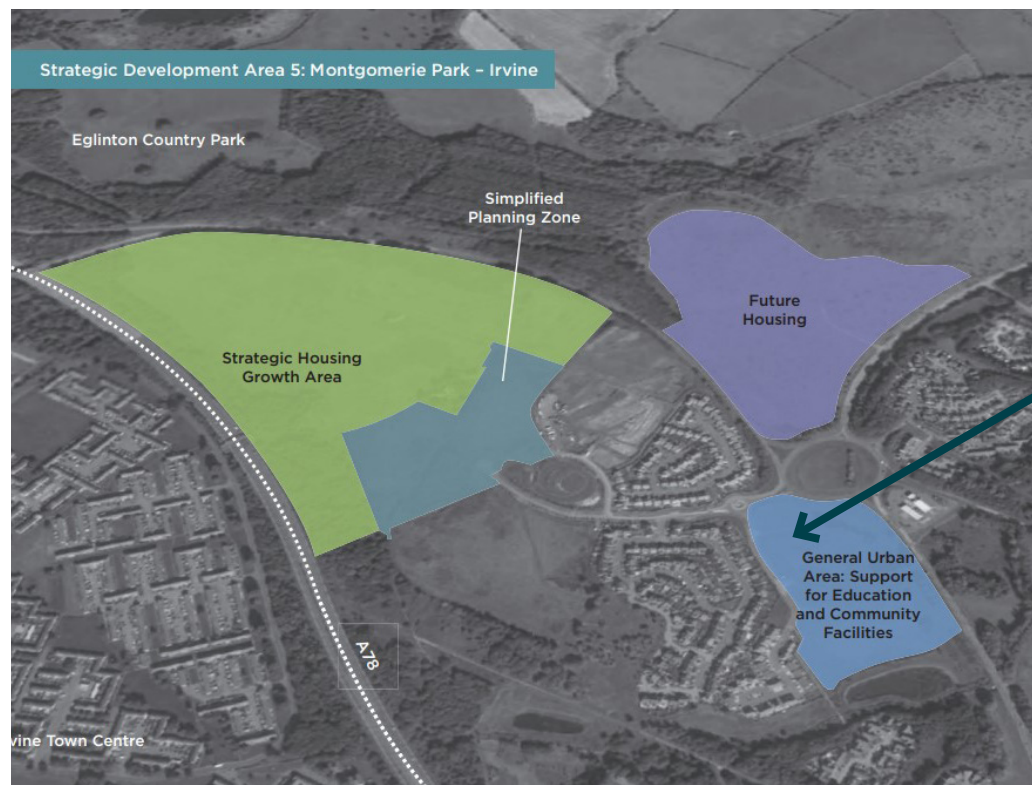 Strategic Development Area 5: Montgomerie Park – Irvine
Eglinton Country Park
Simplified
Planning Zone
Future
Housing
Strategic Housing
Growth Area
General Urban
Area: Support
for Education
and Community
Facilities
A78
vine Town Centre